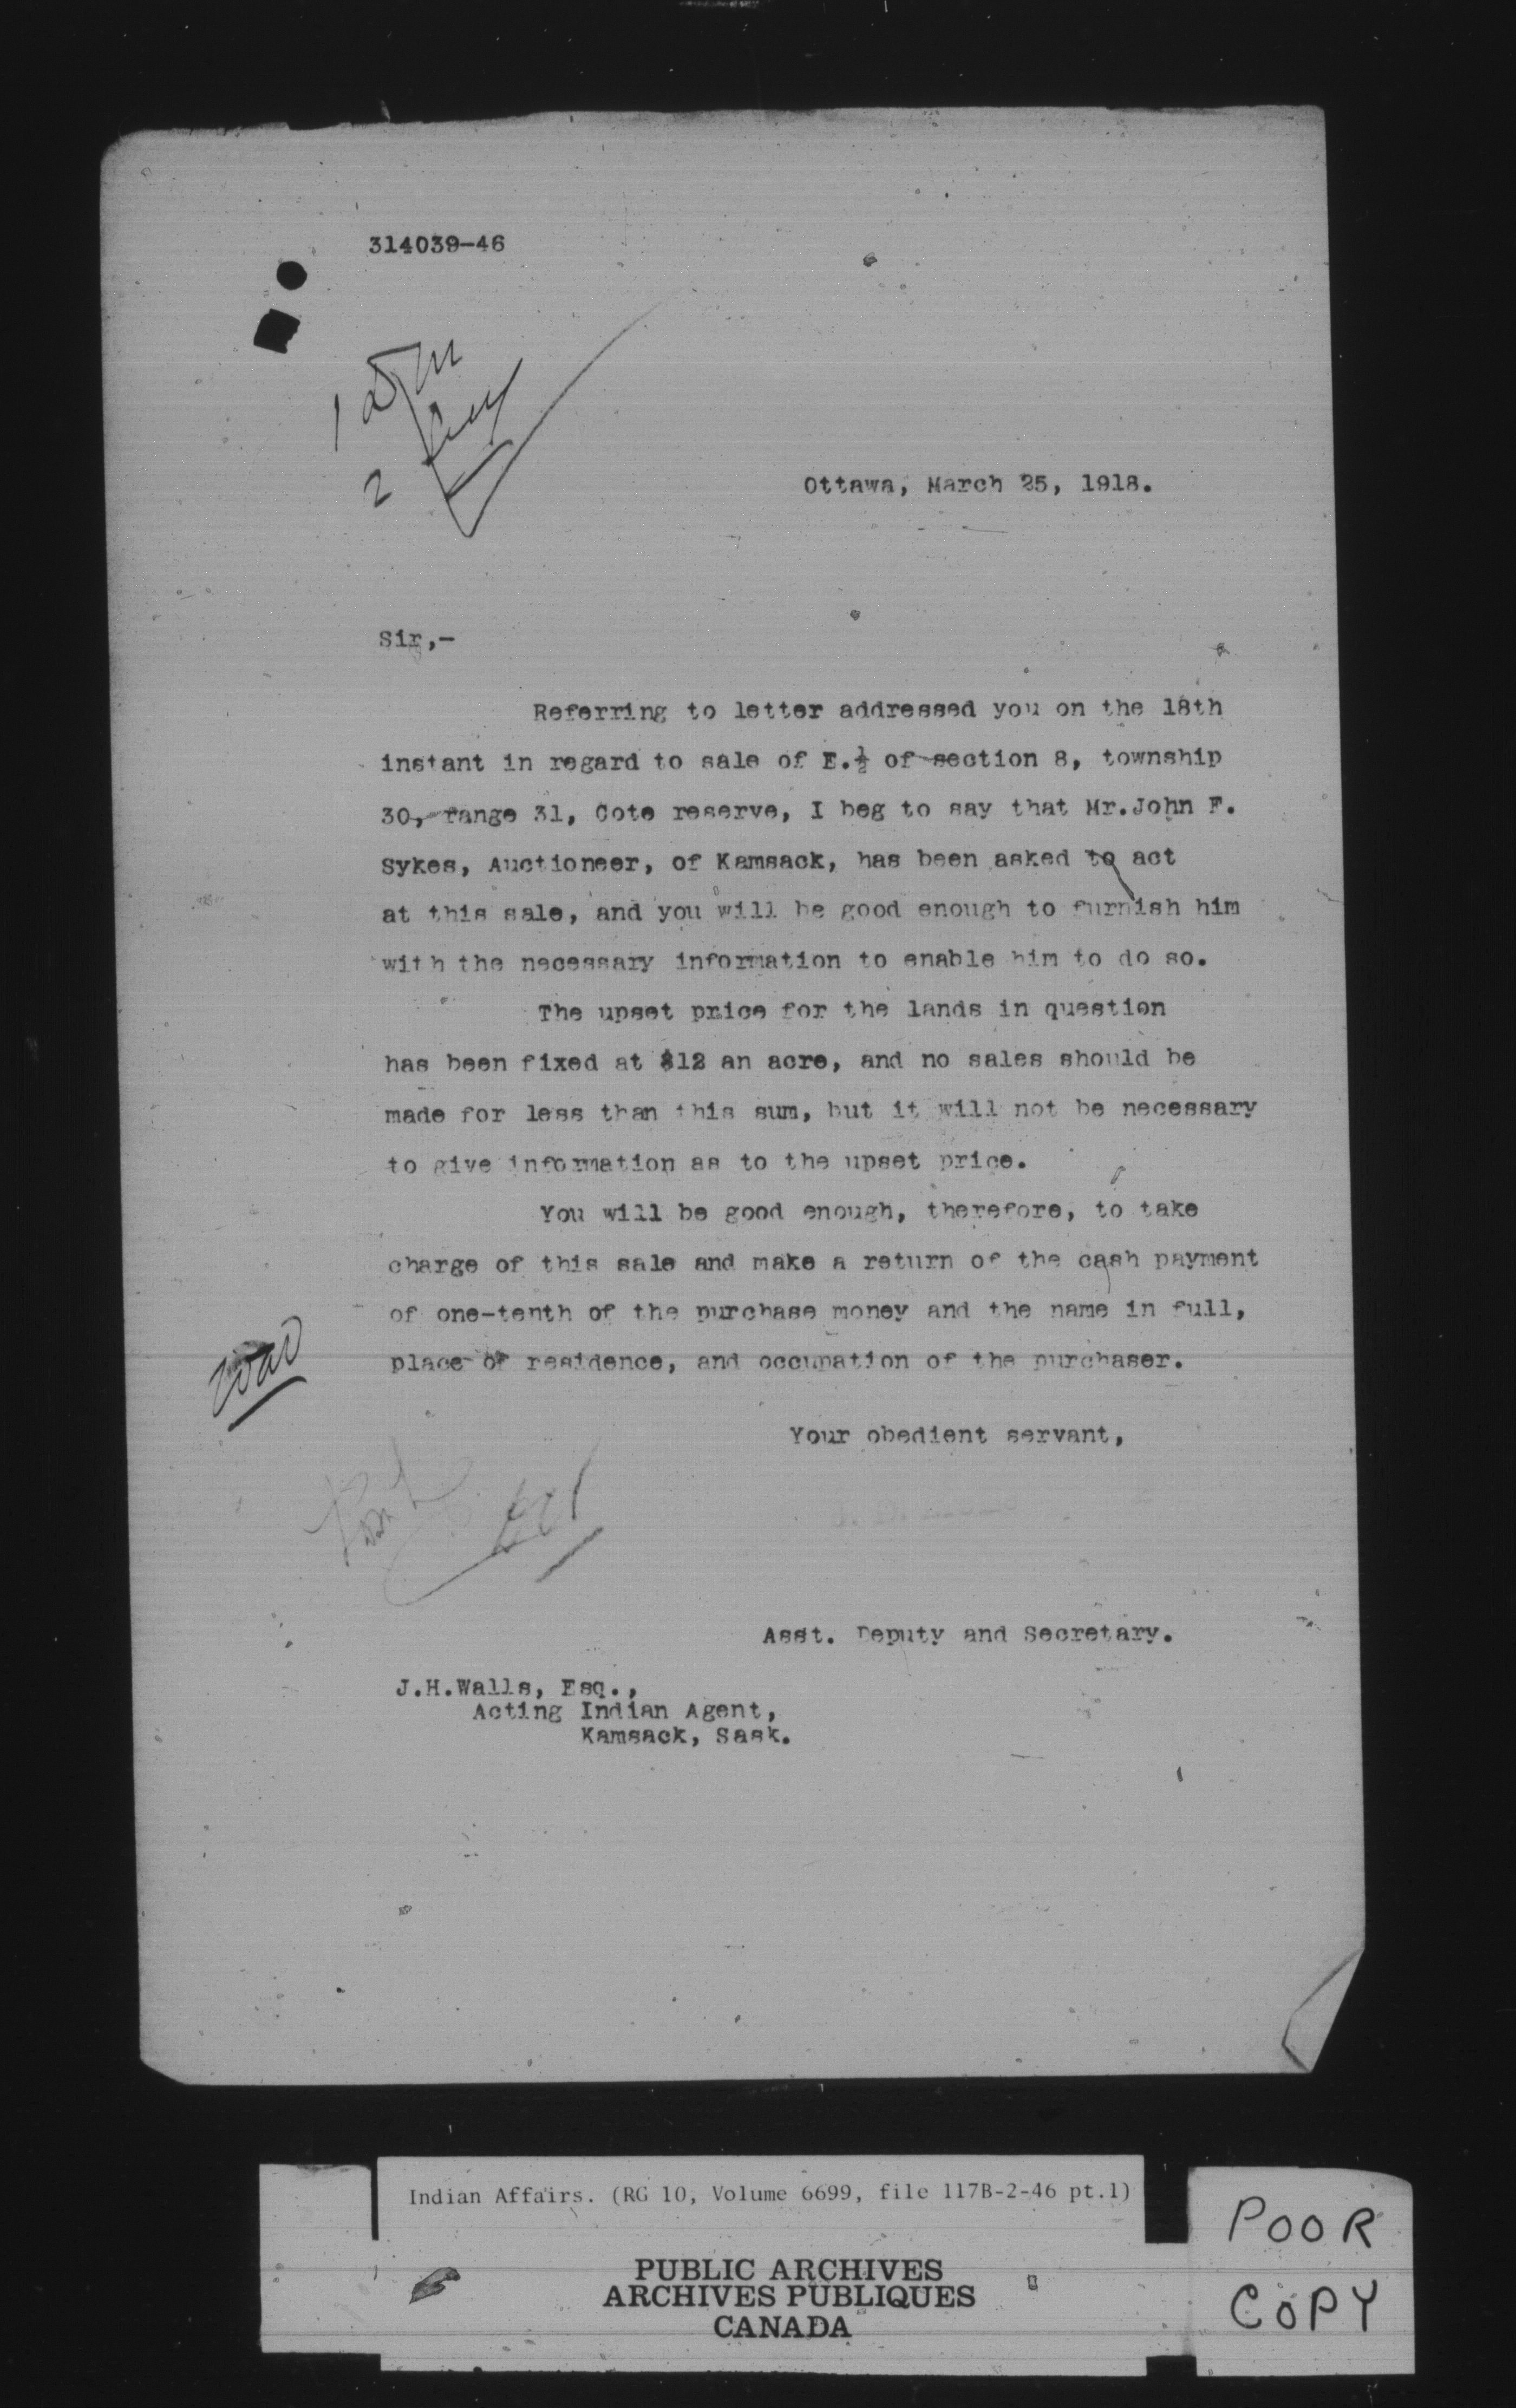 314039-46
1
2
Ottawa, March 25, 1918.
Sir,-
Referring to letter addressed you on the 18th
instant in regard to sale of E.½ of section 8, township
30, range 31, Cote reserve, I beg to say that Mr.John F.
Sykes, Auctioneer, of Kamsack, has been asked to act
at this sale, and you will be good enough to furnish him
with the necessary information to enable him to do so.
The upset price for the lands in question
has been fixed at $12 an acre, and no sales should be
made for less than this sum, but it will not be necessary
to give information as to the upset price.
You will be good enough, therefore, to take
charge of this sale and make a return of the cash payment
of one-tenth of the purchase money and the name in full,
place of residence, and occupation of the purchaser.
Your obedient servant,
Asst. Deputy and Secretary.
J.H.Walls, Esq.,
Acting Indian Agent,
Kamsack, Sask.
Indian Affairs. (RG 10, Volume 6699, file 117B-2-46 pt.1)
PUBLIC ARCHIVES
ARCHIVES PUBLIQUES
CANADA
POOR
COPY